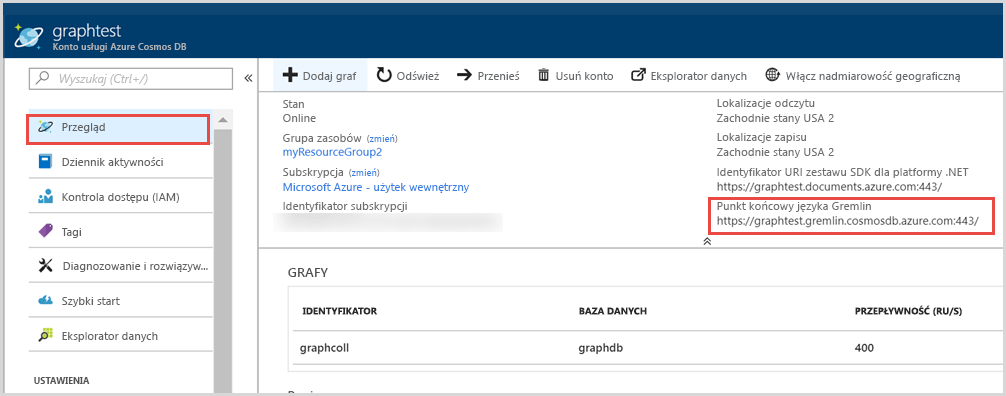 graphtest
Konto usługi Azure Cosmos DB
Wyszukaj (Ctrl+/)
Przegląd
Dziennik aktywności
Kontrola dostępu (IAM)
Tagi
Diagnozowanie i rozwiązyw...
Szybki start
Eksplorator danych
USTAWIENIA
Dodaj graf
Odśwież
Przenieś
Usuń konto
Eksplorator danych
Włącz nadmiarowość geograficzną
Stan
Online
Grupa zasobów (zmień)
myResourceGroup2
Subskrypcja (zmień)
Microsoft Azure – użytek wewnętrzny
Identyfikator subskrypcji
Lokalizacje odczytu
Zachodnie stany USA 2
Lokalizacje zapisu
Zachodnie stany USA 2
Identyfikator URI zestawu SDK dla platformy .NET
https://graphtest.documents.azure.com:443/
Punkt końcowy języka Gremlin
https://graphtest.gremlin.cosmosdb.azure.com:443/
GRAFY
IDENTYFIKATOR BAZA DANYCH PRZEPŁYWNOŚĆ (RU/S)
graphcoll graphdb 400